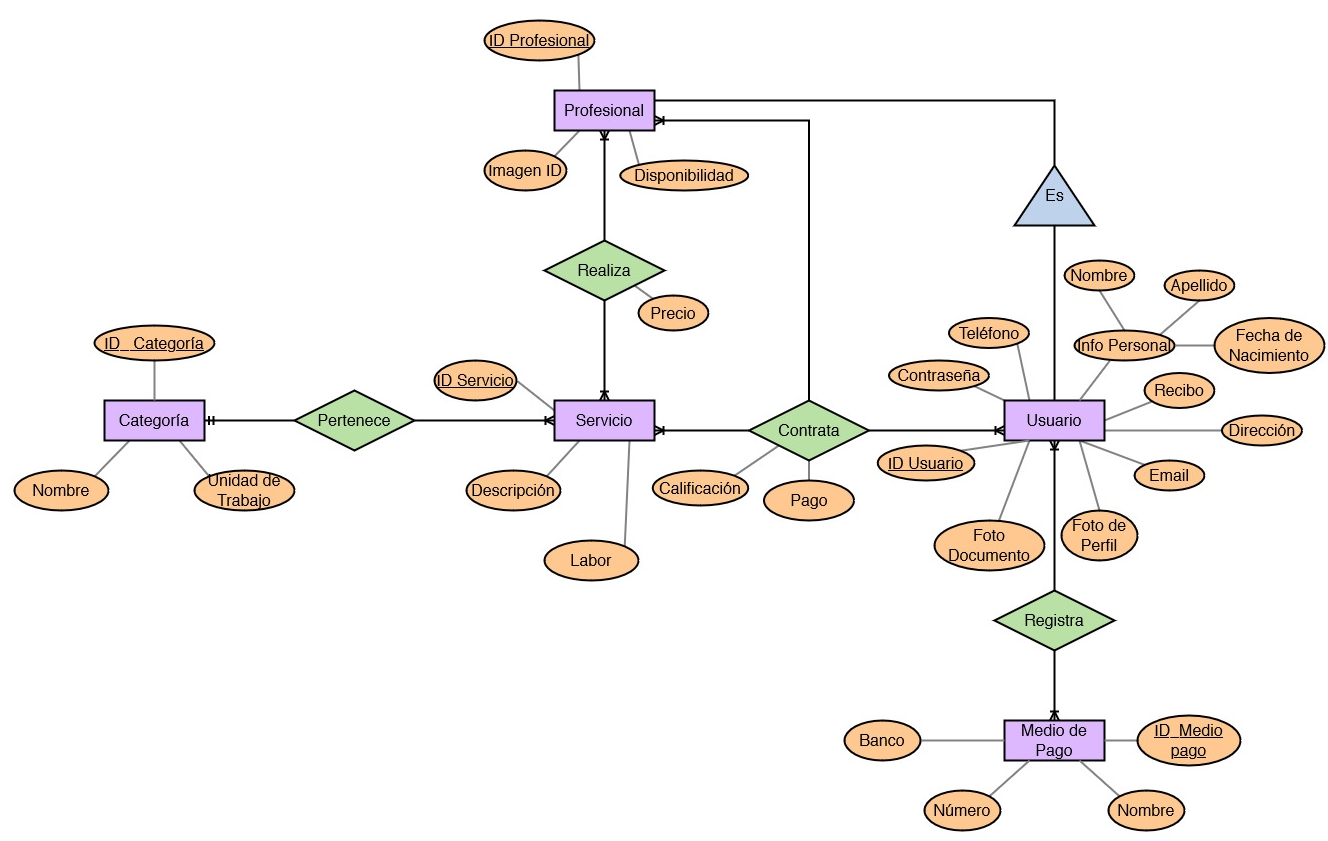 ID Profesional
Profesional
Imagen ID
Disponibilidad
Es
Realiza
Precio
Nombre
Apellido
Info Personal
Fecha de
Nacimiento
Teléfono
Contraseña
Recibo
ID_ Categoría
ID Servicio
Categoría
Pertenece
Servicio
Contrata
Usuario
Dirección
ID Usuario
Email
Nombre
Unidad de
Trabajo
Descripción
Calificación
Pago
Foto
Documento
Foto de
Perfil
Labor
Registra
Banco
Medio de
Pago
ID_Medio
pago
Número
Nombre